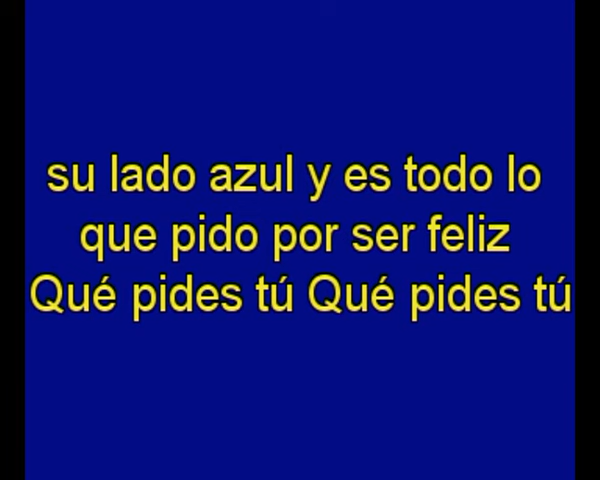 su lado azul y es todo lo
que pido por ser feliz
Qué pides tú Qué pides tú